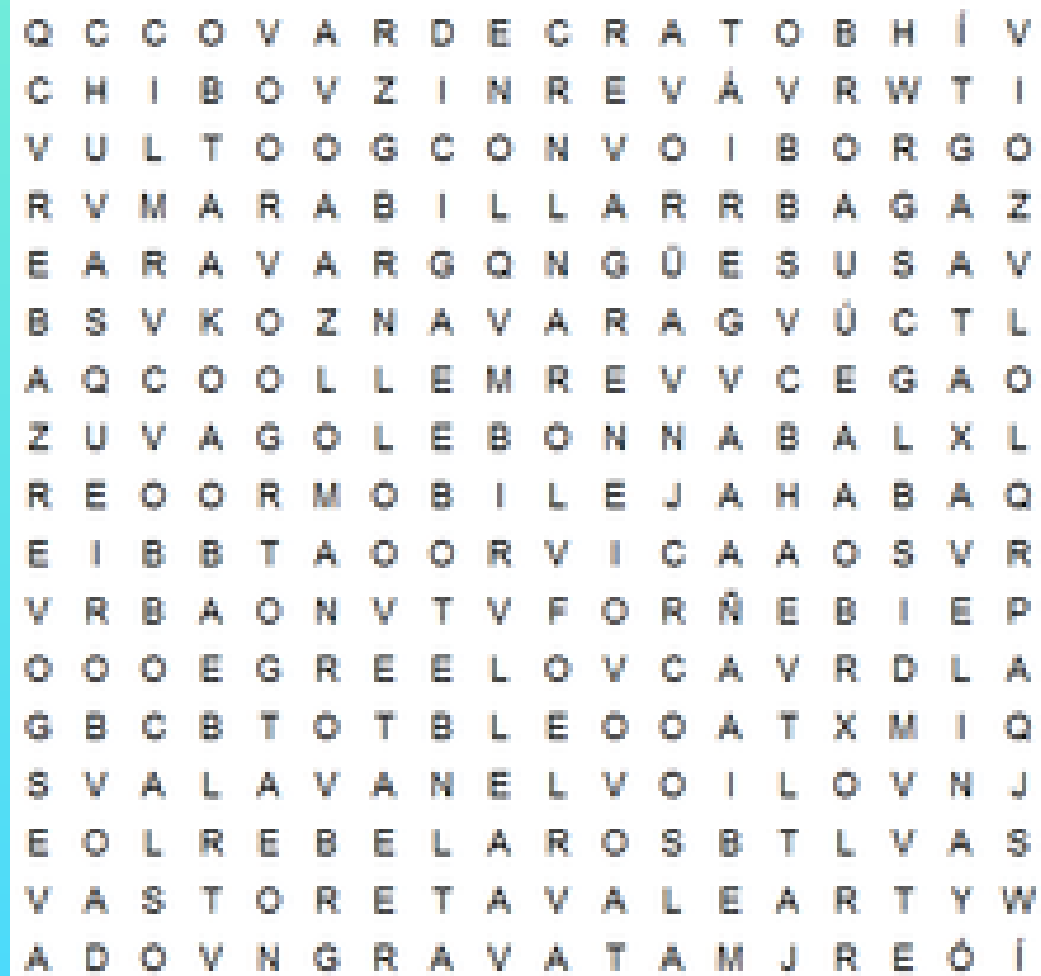 Q C C O V A R D E C R A T O B H Í V
C H I B O V Z I N R E V Á V R W T I
V U L T O O G C O N V O I B O R G O
R V M A R A B I L L A R R B A G A Z
E A R A V A R G Q N G Ü E S U S A V
B S V K O Z N A V A R A G V Ú C T L
A Q C O O L L E M R E V V C E G A O
Z U V A G O L E B O N N A B A L X L
R E O O R M O B I L E J A H A B A Q
E I B B T A O O R V I C A A O S V R
V R B A O N V T V F O R Ñ E B I E P
O O O E G R E E L O V C A V R D L A
G B C B T O T B L E O O A T X M I Q
S V A L A V A N E L V O I L O V N J
E O L R E B E L A R O S B T L V A S
V A S T O R E T A V A L E A R T Y W
A D O V N G R A V A T A M J R E Ó Í